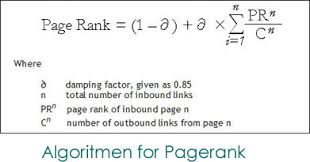 Page Rank = (1 – ∂) + ∂ × n∑s=1 PRⁿ/Cⁿ
Where
∂ damping factor, given as 0.85
n total number of inbound links
PRⁿ page rank of inbound page n
Cⁿ number of outbound links from page n
Algoritmen for Pagerank